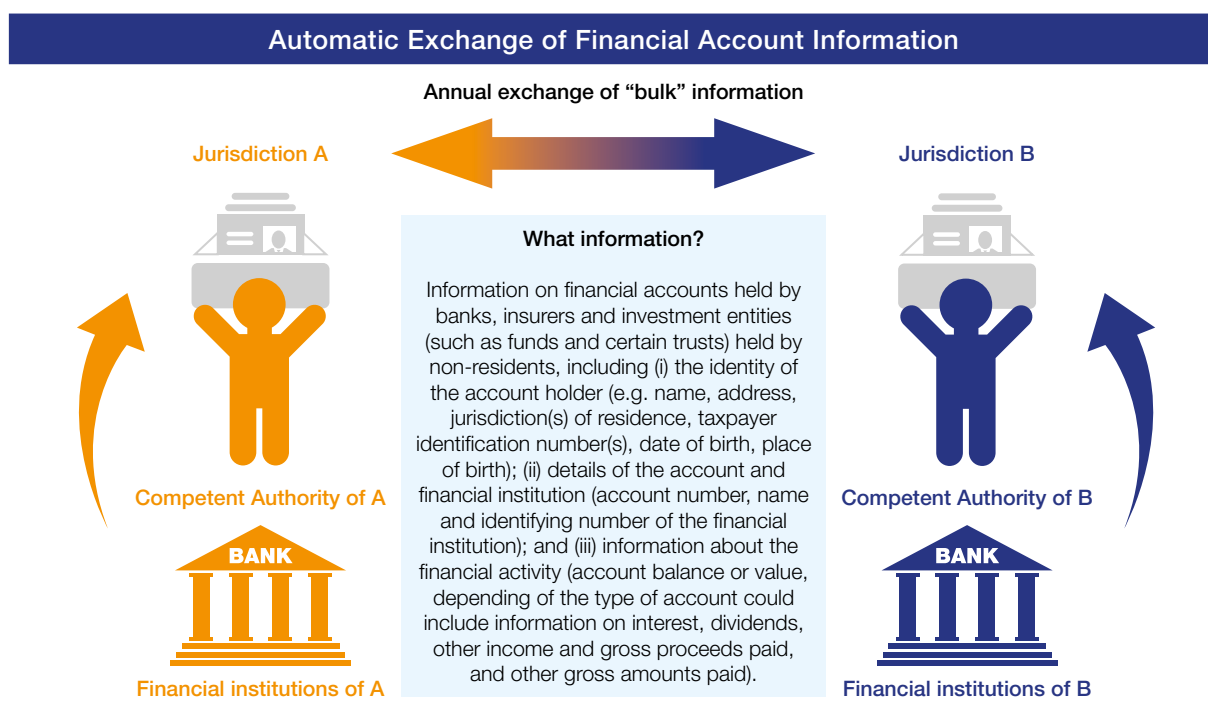 Automatic Exchange of Financial Account Information
Annual exchange of “bulk” information
Jurisdiction A
Jurisdiction B
What information?
Information on financial accounts held by
banks, insurers and investment entities
(such as funds and certain trusts) held by
non-residents, including (i) the identity of
the account holder (e.g. name, address,
jurisdiction(s) of residence, taxpayer
identification number(s), date of birth, place
of birth); (ii) details of the account and
financial institution (account number, name
and identifying number of the financial
institution); and (iii) information about the
financial activity (account balance or value,
depending of the type of account could
include information on interest, dividends,
other income and gross proceeds paid,
and other gross amounts paid).
Competent Authority of A
BANK
Financial institutions of A
Competent Authority of B
BANK
Financial institutions of B